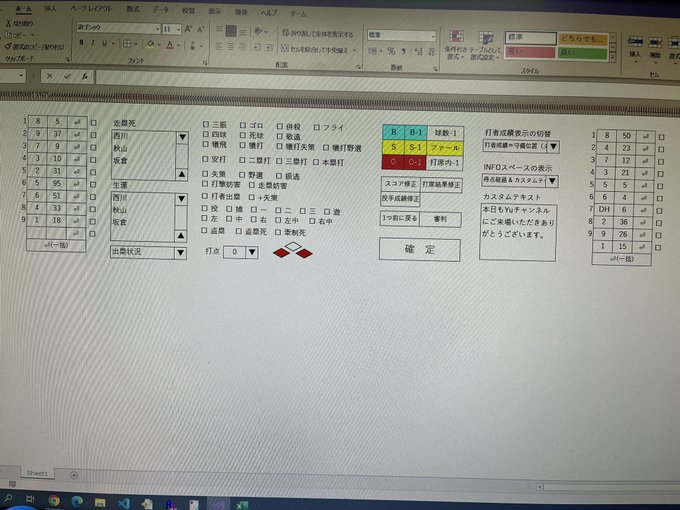 ホーム 挿入 ページ レイアウト 数式 データ 校閲 表示 開発 ヘルプ チーム
切り取り
コピー
書式のコピー/貼り付け
クリップボード
游ゴシック 11
B I U
フォント
折り返して全体を表示する
セルを結合して中央揃え
配置
標準
数値
条件付き書式 テーブルとして書式設定
標準 どちらでも...
悪い 良い
スタイル
挿入 削除 書式
セル
1 8 5 ⏎
2 9 37 ⏎
3 7 9 ⏎
4 3 10 ⏎
5 2 31 ⏎
6 5 95 ⏎
7 6 51 ⏎
8 4 33 ⏎
9 1 18 ⏎
⏎(一括)
走塁死
西川
秋山
坂倉
生還
西川
秋山
坂倉
出塁状況
三振 ゴロ 併殺 フライ
四球 死球 敬遠
犠飛 犠打 犠打失策 犠打野選
安打 二塁打 三塁打 本塁打
失策 野選 振逃
打撃妨害 走塁妨害
打者出塁 +失策
投 捕 一 二 三 遊
左 中 右 左中 右中
盗塁 盗塁死 牽制死
打点 0
B B-1 球数-1
S S-1 ファール
O O-1 打席内-1
スコア修正 打席結果修正
投手成績修正
1つ前に戻る 審判
確 定
打者成績表示の切替
打者成績=守備位置
INFOスペースの表示
得点経過 & カスタムテキ
カスタムテキスト
本日もYuチャンネル
にご来場いただきあり
がとうございます。
1 8 50 ⏎
2 4 23 ⏎
3 7 12 ⏎
4 3 21 ⏎
5 5 5 ⏎
6 6 4 ⏎
7 DH 6 ⏎
8 2 36 ⏎
9 9 26 ⏎
1 15 ⏎
⏎(一括)
Sheet1